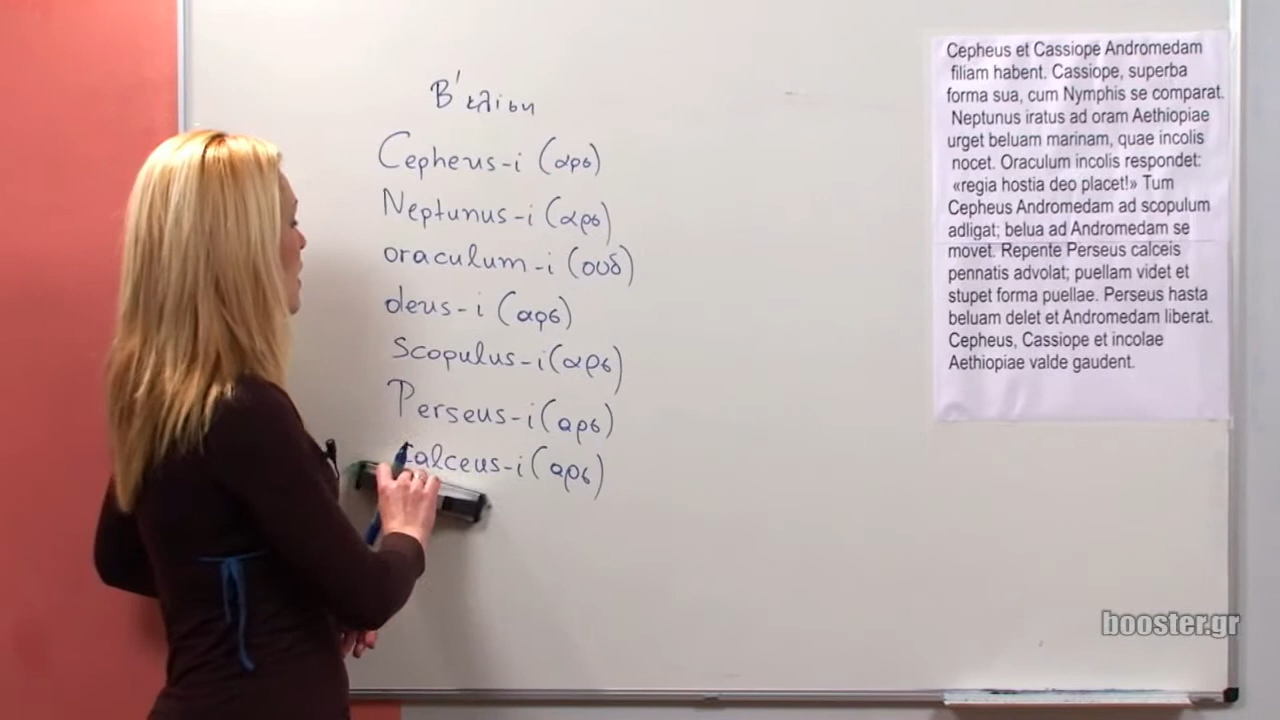 Β' κλίση
Cepheus-i (αρσ)
Neptunus-i (αρσ)
oraculum-i (ουδ)
deus-i (αρσ)
Scopulus-i (αρσ)
Perseus-i (αρσ)
Calceus-i (αρσ)
Cepheus et Cassiope Andromedam
filiam habent. Cassiope, superba
forma sua, cum Nymphis se comparat.
Neptunus iratus ad oram Aethiopiae
urget beluam marinam, quae incolis
nocet. Oraculum incolis respondet:
«regia hostia deo placet!» Tum
Cepheus Andromedam ad scopulum
adligat; belua ad Andromedam se
movet. Repente Perseus calceis
pennatis advolat; puellam videt et
stupet forma puellae. Perseus hasta
beluam delet et Andromedam liberat.
Cepheus, Cassiope et incolae
Aethiopiae valde gaudent.
booster.gr